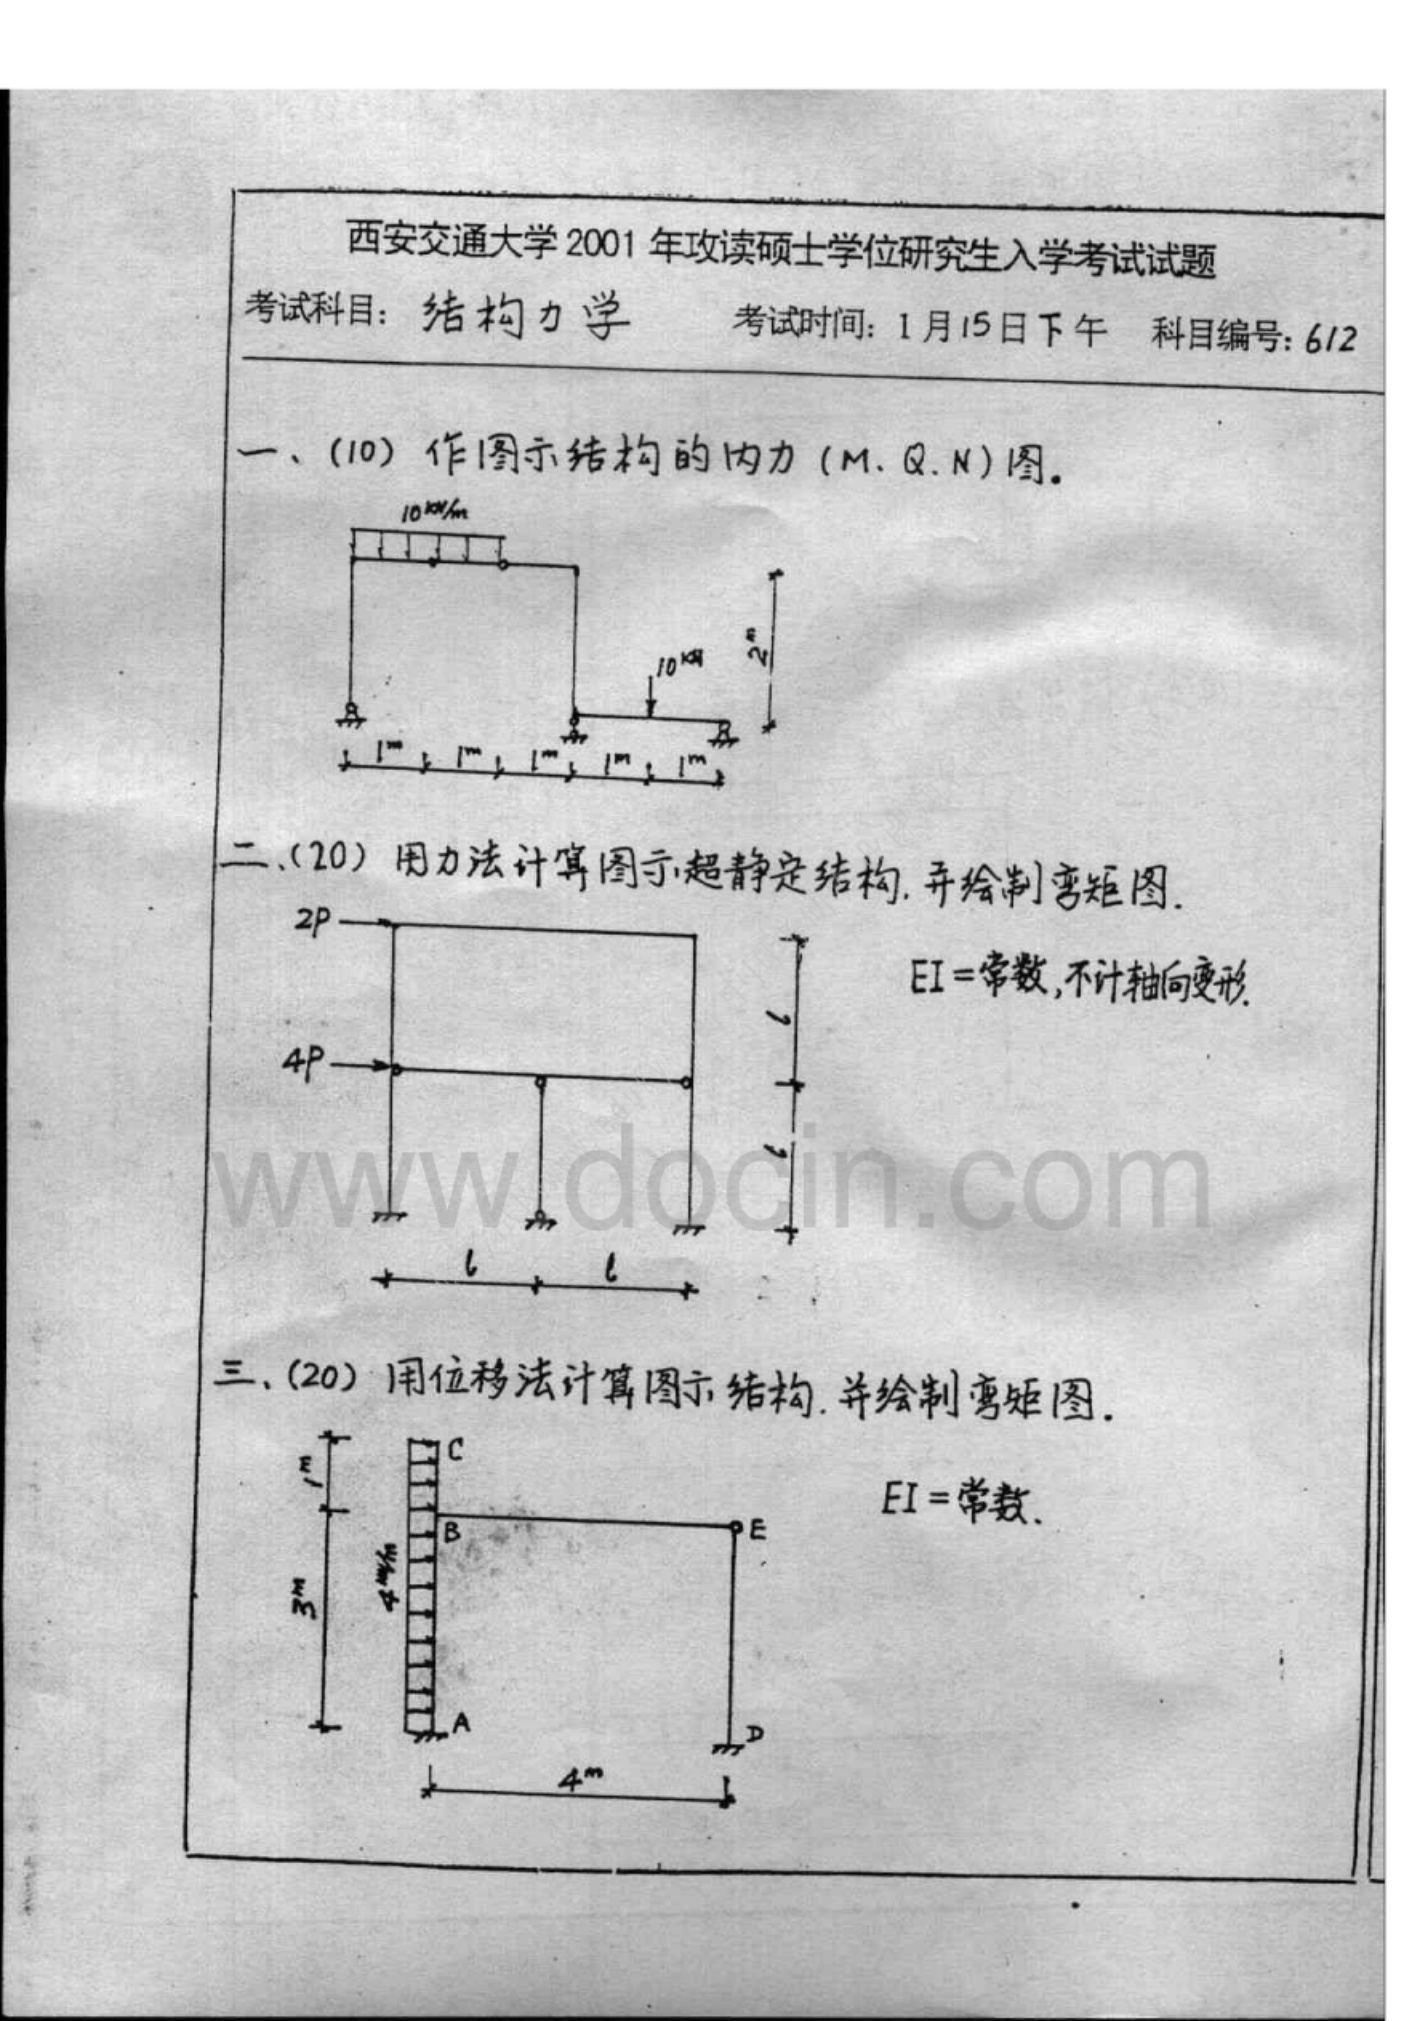 西安交通大学2001年攻读硕士学位研究生入学考试试题
考试科目: 结构力学 考试时间: 1月15日下午 科目编号: 612
一、(10) 作图示结构的内力(M、Q、N)图。
10KN/m
10KN
2m
1m 1m 1m 1m 1m
二、(20) 用力法计算图示超静定结构,并绘制弯矩图.
2P
EI=常数,不计轴向变形.
l
4P
l
l l
www.docin.com
三、(20) 用位移法计算图示结构,并绘制弯矩图.
1m
C
EI=常数.
B
E
3m
A
D
4m